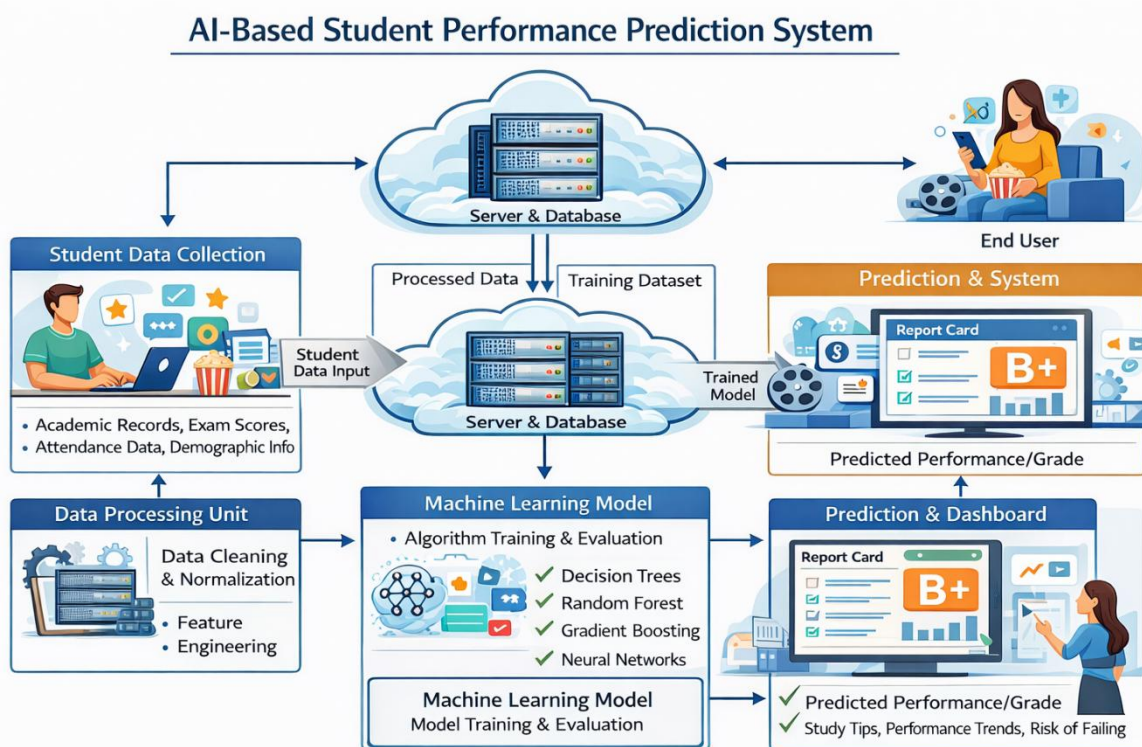 AI-Based Student Performance Prediction System
Server & Database
End User
Student Data Collection
Academic Records, Exam Scores,
Attendance Data, Demographic Info
Processed Data
Training Dataset
Student
Data Input
Server & Database
Trained
Model
Prediction & System
Report Card
B+
Predicted Performance/Grade
Data Processing Unit
Data Cleaning
& Normalization
• Feature
• Engineering
Machine Learning Model
• Algorithm Training & Evaluation
✓ Decision Trees
✓ Random Forest
✓ Gradient Boosting
✓ Neural Networks
Machine Learning Model
Model Training & Evaluation
Prediction & Dashboard
Report Card
B+
✓ Predicted Performance/Grade
✓ Study Tips, Performance Trends, Risk of Failing